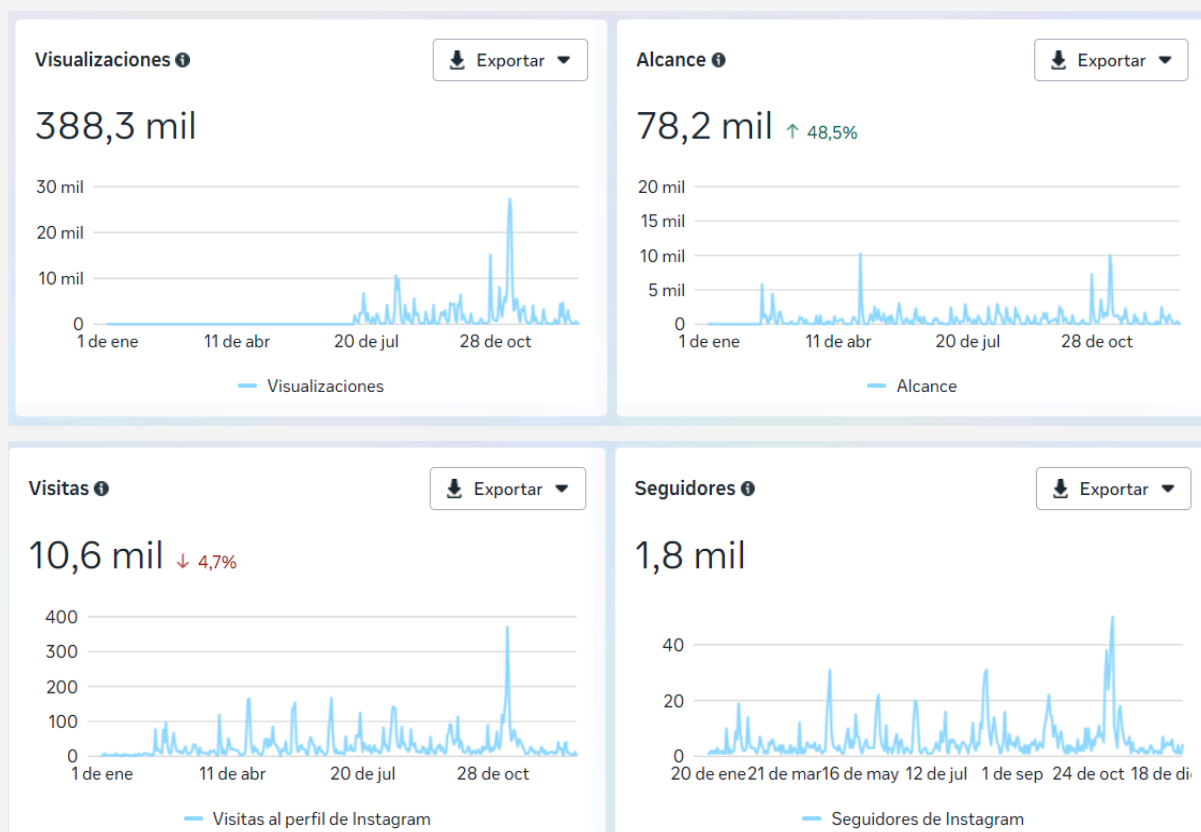 Visualizaciones
Exportar
388,3 mil
30 mil
20 mil
10 mil
0
1 de ene 11 de abr 20 de jul 28 de oct
Visualizaciones
Alcance
Exportar
78,2 mil ↑ 48,5%
20 mil
15 mil
10 mil
5 mil
0
1 de ene 11 de abr 20 de jul 28 de oct
Alcance
Visitas
Exportar
10,6 mil ↓ 4,7%
400
300
200
100
0
1 de ene 11 de abr 20 de jul 28 de oct
Visitas al perfil de Instagram
Seguidores
Exportar
1,8 mil
40
20
0
20 de ene 21 de mar 16 de may 12 de jul 1 de sep 24 de oct 18 de di
Seguidores de Instagram